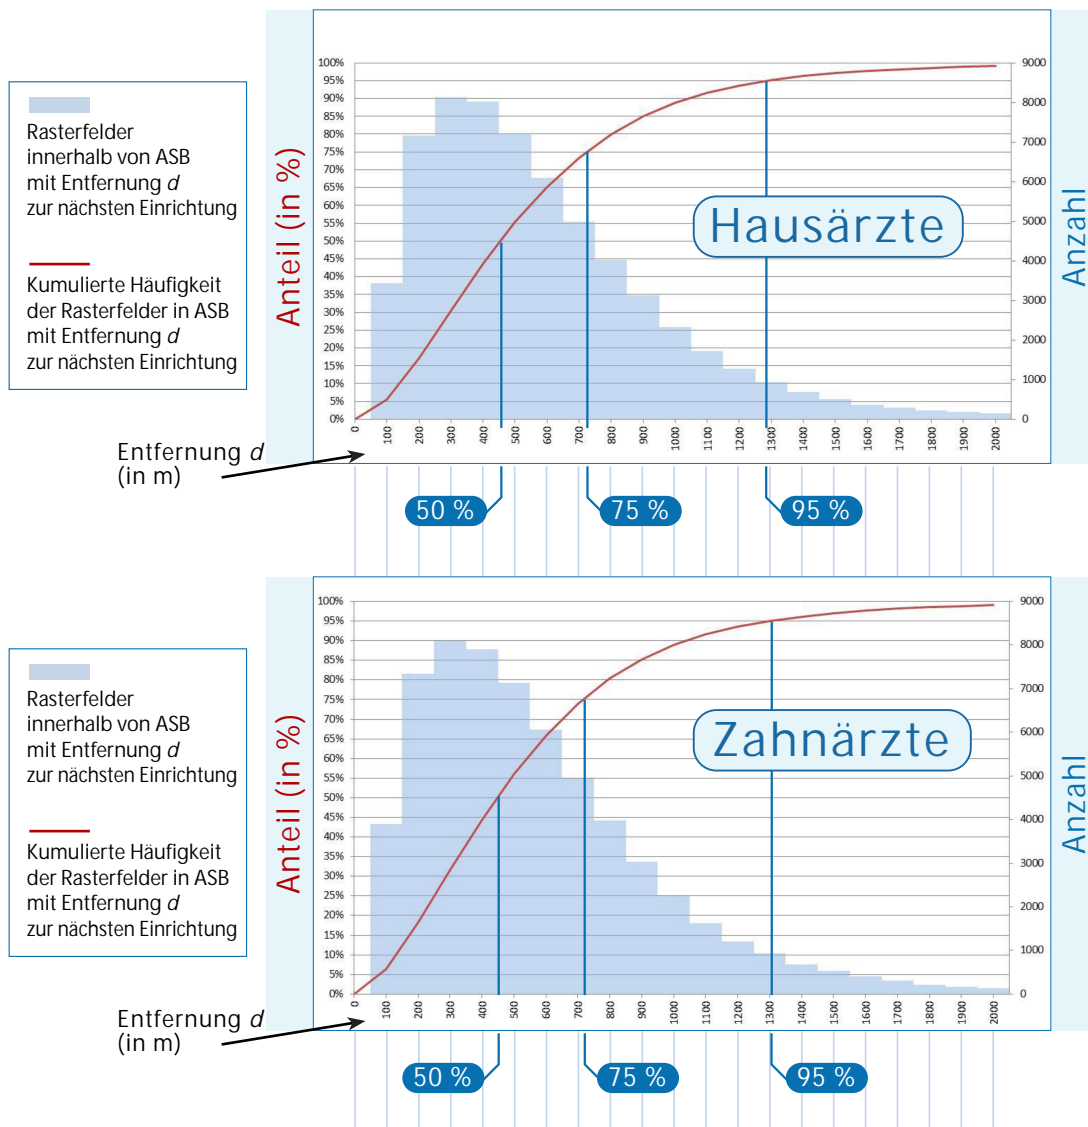 Rasterfelder
innerhalb von ASB
mit Entfernung d
zur nächsten Einrichtung
Kumulierte Häufigkeit
der Rasterfelder in ASB
mit Entfernung d
zur nächsten Einrichtung
Anteil (in %)
100%
95%
90%
85%
80%
75%
70%
65%
60%
55%
50%
45%
40%
35%
30%
25%
20%
15%
10%
5%
0%
Hausärzte
9000
8000
7000
6000
5000
4000
3000
2000
1000
0
Anzahl
0 100 200 300 400 500 600 700 800 900 1000 1100 1200 1300 1400 1500 1600 1700 1800 1900 2000
Entfernung d
(in m)
50 % 75 % 95 %
Rasterfelder
innerhalb von ASB
mit Entfernung d
zur nächsten Einrichtung
Kumulierte Häufigkeit
der Rasterfelder in ASB
mit Entfernung d
zur nächsten Einrichtung
Anteil (in %)
100%
95%
90%
85%
80%
75%
70%
65%
60%
55%
50%
45%
40%
35%
30%
25%
20%
15%
10%
5%
0%
Zahnärzte
9000
8000
7000
6000
5000
4000
3000
2000
1000
0
Anzahl
0 100 200 300 400 500 600 700 800 900 1000 1100 1200 1300 1400 1500 1600 1700 1800 1900 2000
Entfernung d
(in m)
50 % 75 % 95 %